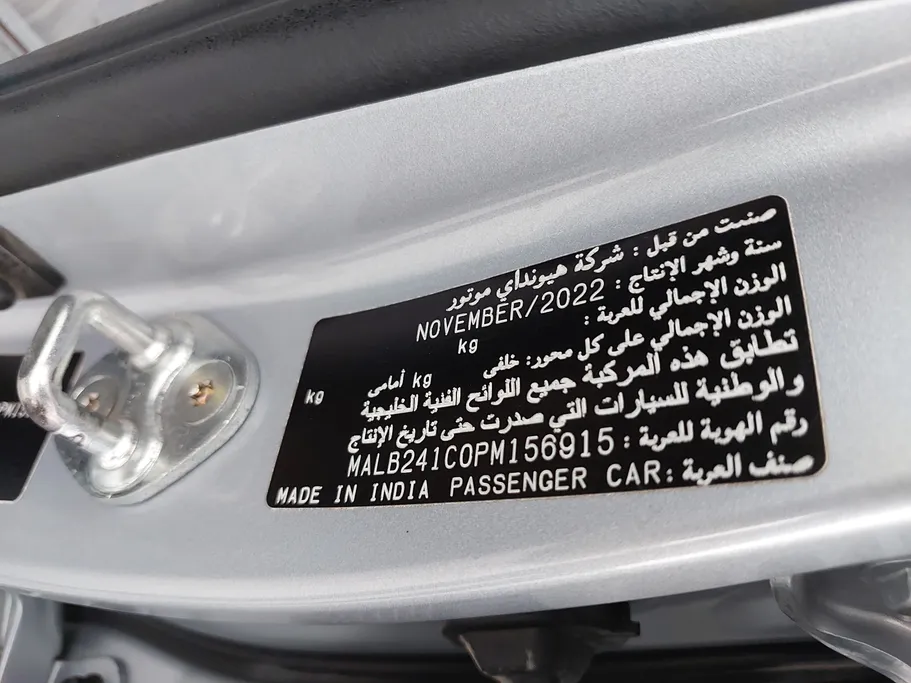 صنعت من قبل : شركة هيونداي موتور
سنة وشهر الإنتاج : NOVEMBER/2022
الوزن الإجمالي للعربة : kg
الوزن الإجمالي على كل محور: خلفي kg أمامي kg
تطابق هذه المركبة جميع اللوائح الفنية الخليجية
والوطنية للسيارات التي صدرت حتى تاريخ الإنتاج
رقم الهوية للعربة : MALB241C0PM156915
صنف العربة : PASSENGER CAR MADE IN INDIA